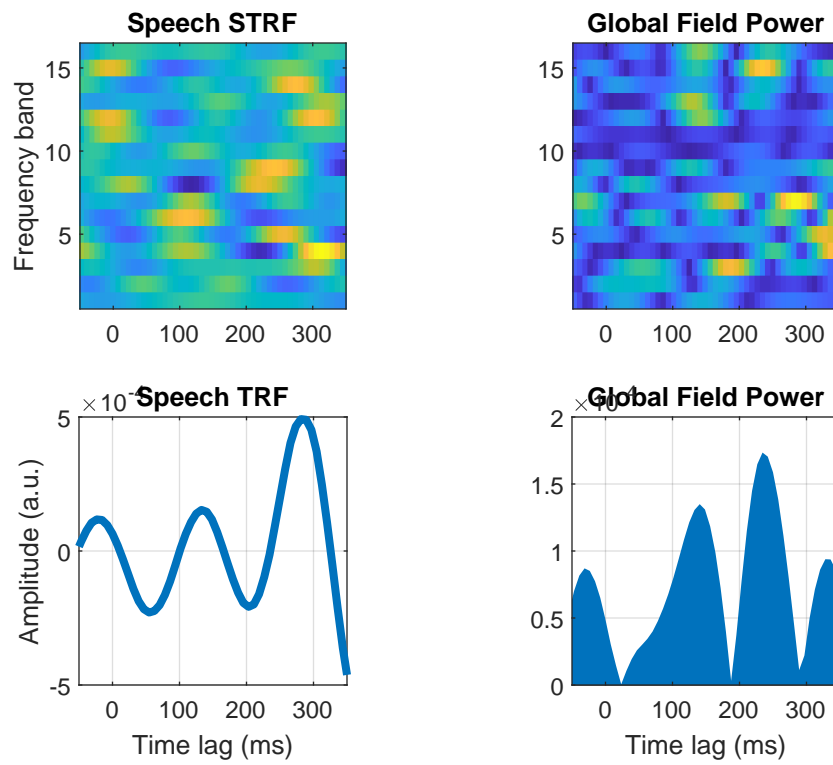 Speech STRF
Frequency band
15
10
5
0 100 200 300
Global Field Power
15
10
5
0 100 200 300
Speech TRF
× 10-4
Amplitude (a.u.)
5
0
-5
0 100 200 300
Time lag (ms)
Global Field Power
2
1.5
1
0.5
0
0 100 200 300
Time lag (ms)